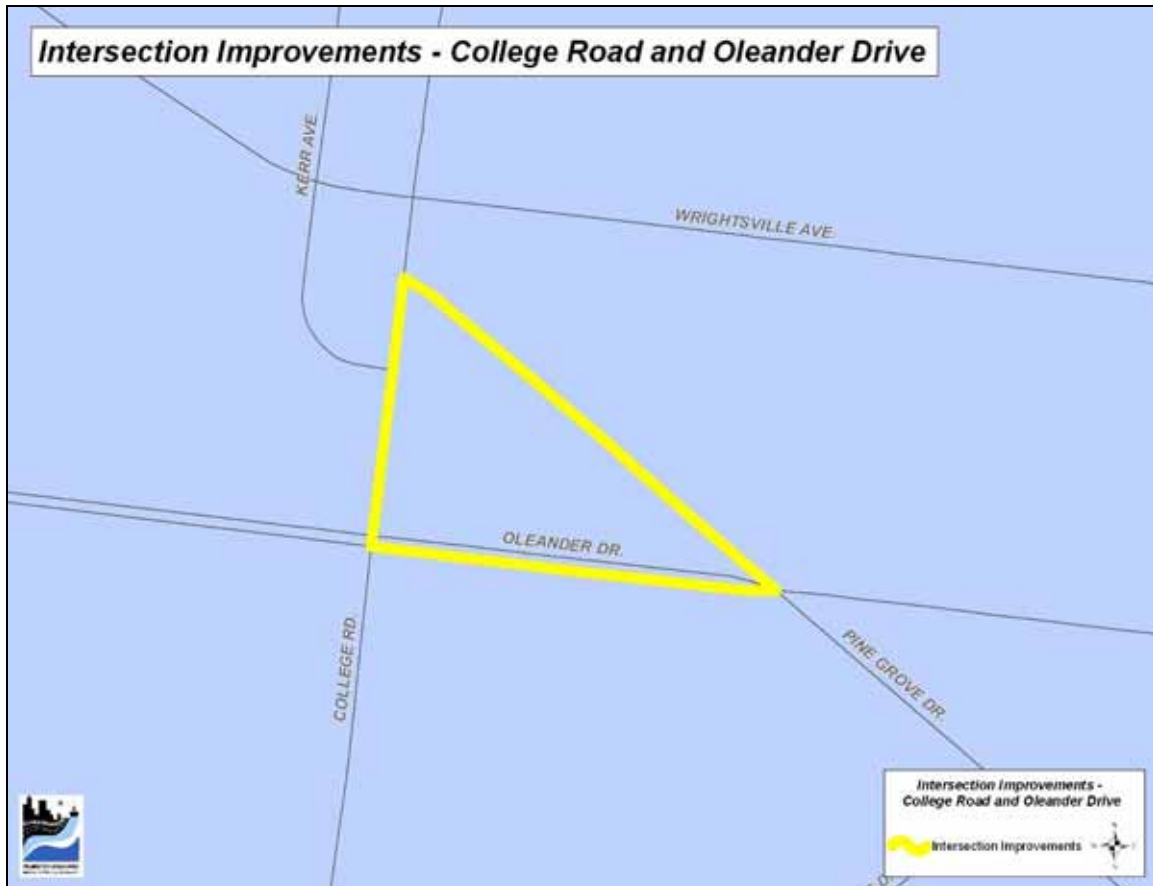 Intersection Improvements - College Road and Oleander Drive
KERR AVE.
WRIGHTSVILLE AVE.
OLEANDER DR.
COLLEGE RD.
PINE GROVE DR.
Intersection Improvements -
College Road and Oleander Drive
Intersection Improvements